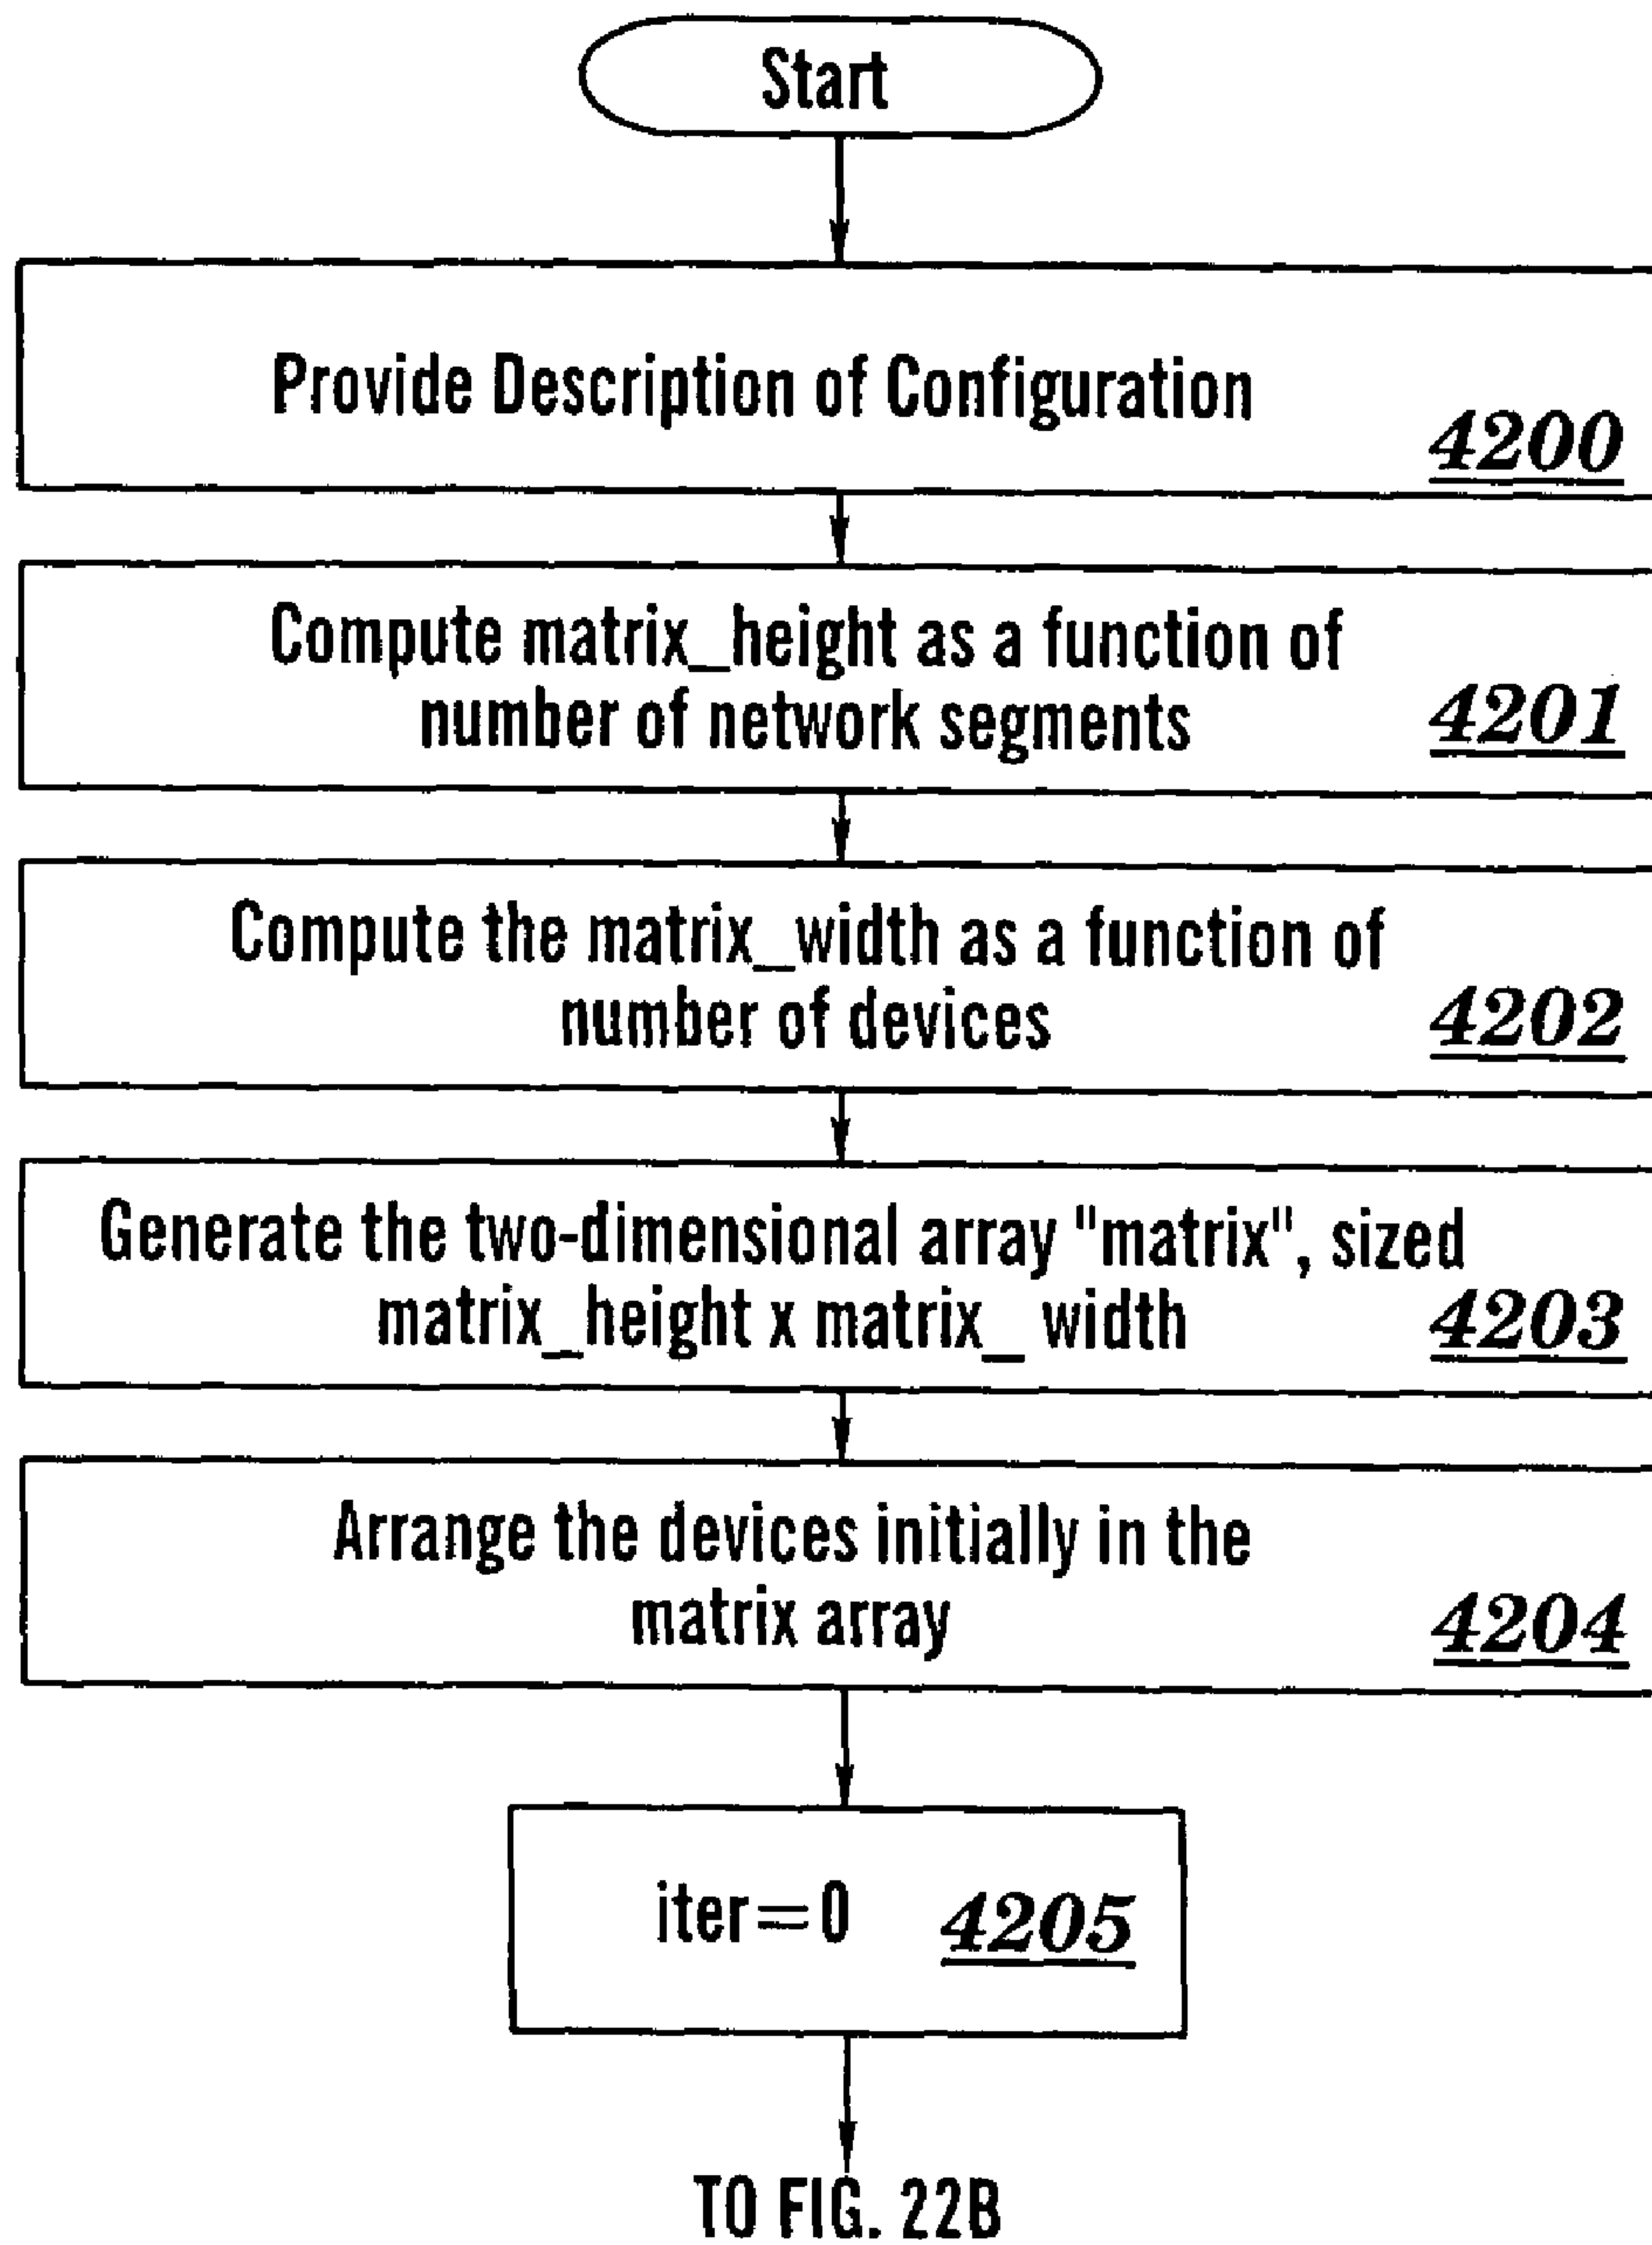 Start
Provide Description of Configuration
4200
Compute matrix_height as a function of
number of network segments
4201
Compute the matrix_width as a function of
number of devices
4202
Generate the two-dimensional array "matrix", sized
matrix_height x matrix_ width
4203
Arrange the devices initially in the
matrix array
4204
iter=0 4205
TO FIG. 22B